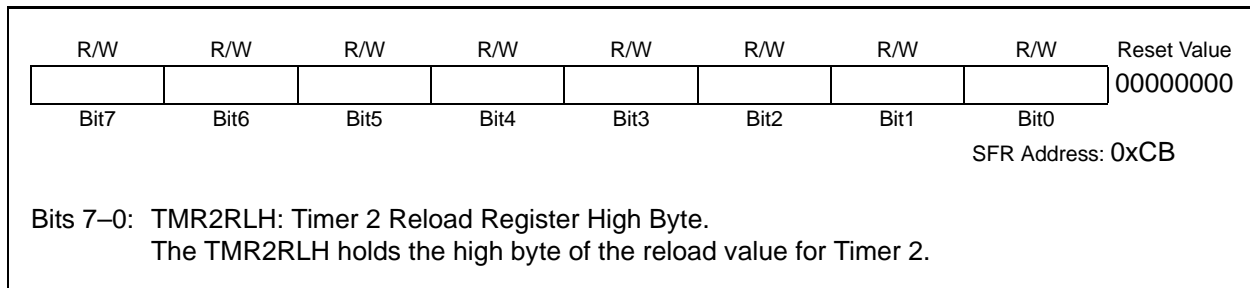 R/W R/W R/W R/W R/W R/W R/W R/W Reset Value
00000000
Bit7 Bit6 Bit5 Bit4 Bit3 Bit2 Bit1 Bit0
SFR Address: 0xCB
Bits 7–0: TMR2RLH: Timer 2 Reload Register High Byte.
The TMR2RLH holds the high byte of the reload value for Timer 2.